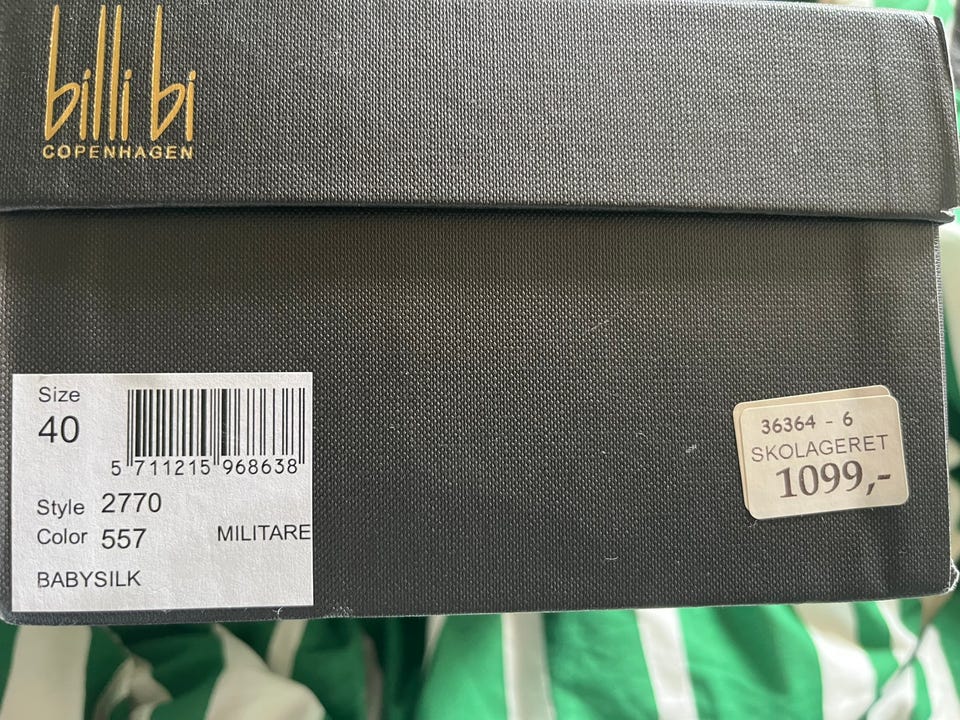 billi bi
COPENHAGEN
Size
40
5 711215 968638
Style 2770
Color 557 MILITARE
BABYSILK
36364 - 6
SKOLAGERET
1099,-